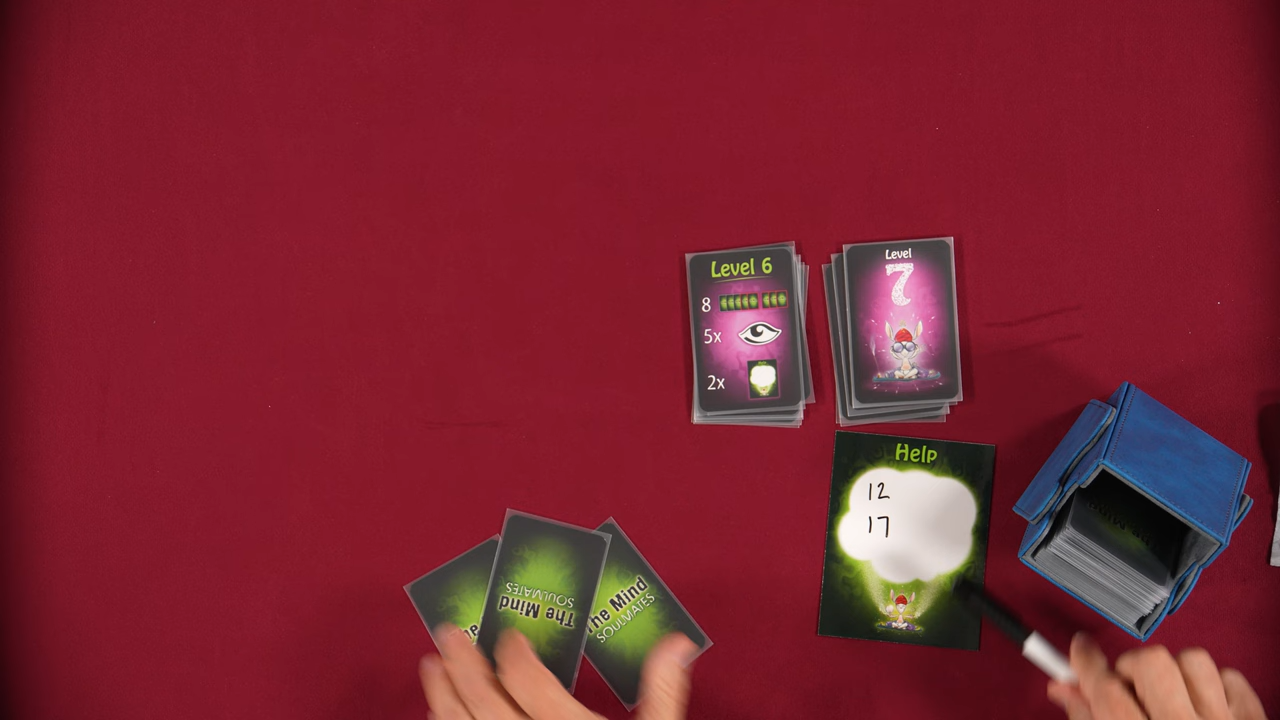 Level 6
8
5x
2x
Level
7
Help
12
17
The Mind
SOULMATES
The Mind
SOULMATES